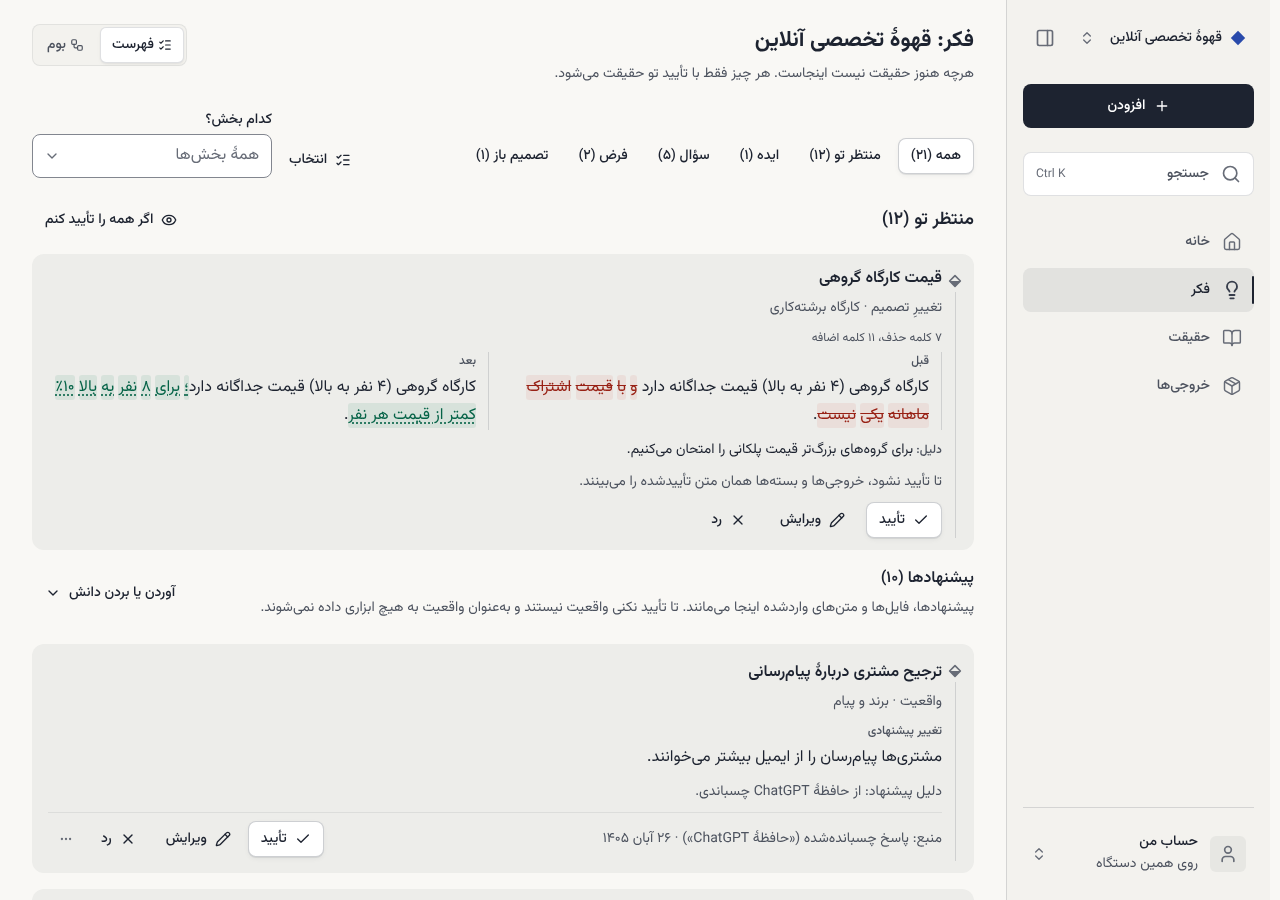 قهوهٔ تخصصی آنلاین
افزودن
جستجو
Ctrl K
خانه
فکر
حقیقت
خروجی‌ها
حساب من
روی همین دستگاه
فکر: قهوهٔ تخصصی آنلاین
هرچه هنوز حقیقت نیست اینجاست. هر چیز فقط با تأیید تو حقیقت می‌شود.
فهرست
بوم
همه (۲۱)
منتظر تو (۱۲)
ایده (۱)
سؤال (۵)
فرض (۲)
تصمیم باز (۱)
انتخاب
کدام بخش؟
همهٔ بخش‌ها
منتظر تو (۱۲)
اگر همه را تأیید کنم
قیمت کارگاه گروهی
تغییرِ تصمیم · کارگاه برشته‌کاری
۷ کلمه حذف، ۱۱ کلمه اضافه
قبل
کارگاه گروهی (۴ نفر به بالا) قیمت جداگانه دارد و با قیمت اشتراک
ماهانه یکی نیست.
بعد
کارگاه گروهی (۴ نفر به بالا) قیمت جداگانه دارد؛ برای ۸ نفر به بالا ۱۰٪
کمتر از قیمت هر نفر.
دلیل: برای گروه‌های بزرگ‌تر قیمت پلکانی را امتحان می‌کنیم.
تا تأیید نشود، خروجی‌ها و بسته‌ها همان متن تأییدشده را می‌بینند.
تأیید
ویرایش
رد
پیشنهادها (۱۰)
پیشنهادها، فایل‌ها و متن‌های واردشده اینجا می‌مانند. تا تأیید نکنی واقعیت نیستند و به‌عنوان واقعیت به هیچ ابزاری داده نمی‌شوند.
آوردن یا بردن دانش
ترجیح مشتری دربارهٔ پیام‌رسانی
واقعیت · برند و پیام
تغییر پیشنهادی
مشتری‌ها پیام‌رسان را از ایمیل بیشتر می‌خوانند.
دلیل پیشنهاد: از حافظهٔ ChatGPT چسباندی.
منبع: پاسخ چسبانده‌شده («حافظهٔ ChatGPT») · ۲۶ آبان ۱۴۰۵
تأیید
ویرایش
رد